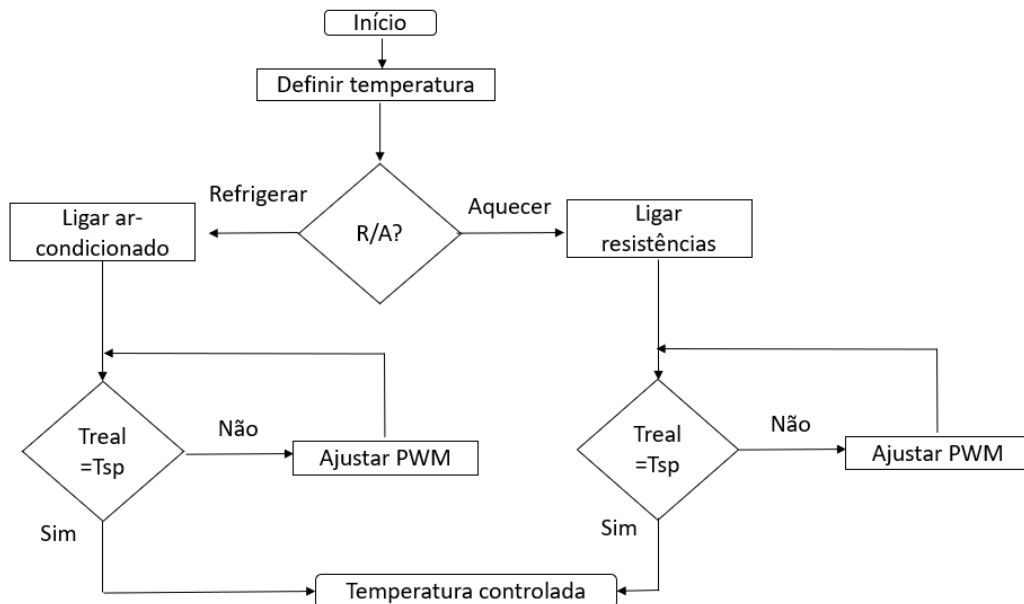 Início
Definir temperatura
Refrigerar
Aquecer
R/A?
Ligar ar-
condicionado
Ligar
resistências
Treal
=Tsp
Não
Ajustar PWM
Sim
Treal
=Tsp
Não
Ajustar PWM
Sim
Temperatura controlada